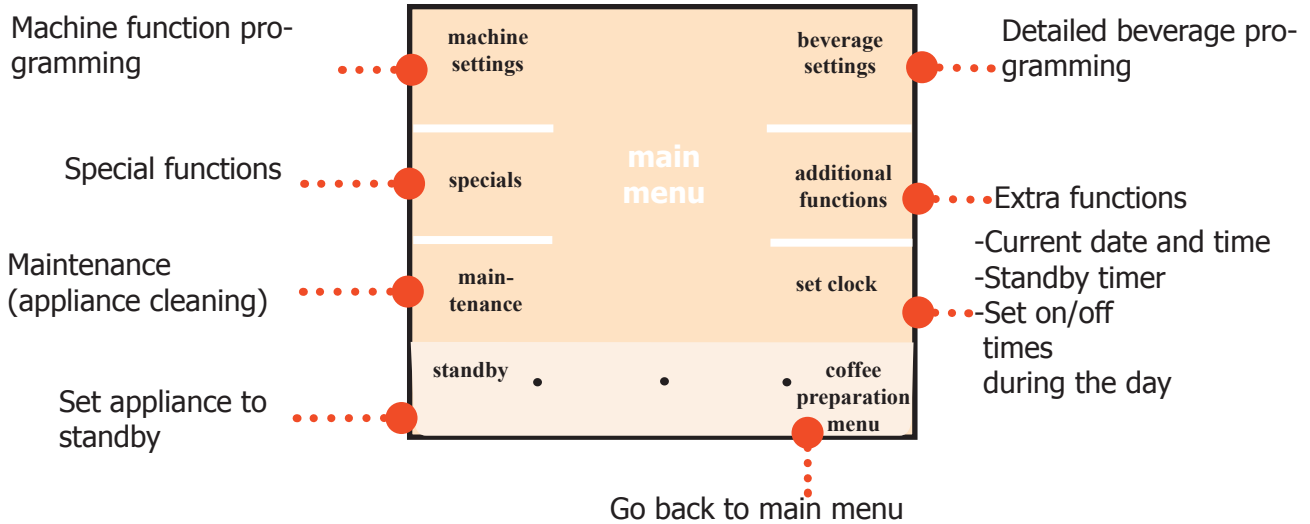 Machine function pro-
gramming
machine
settings
beverage
settings
Detailed beverage pro-
gramming
Special functions
specials
main
menu
additional
functions
Extra functions
Maintenance
(appliance cleaning)
main-
tenance
set clock
-Current date and time
-Standby timer
-Set on/off
times
during the day
Set appliance to
standby
standby
coffee
preparation
menu
Go back to main menu